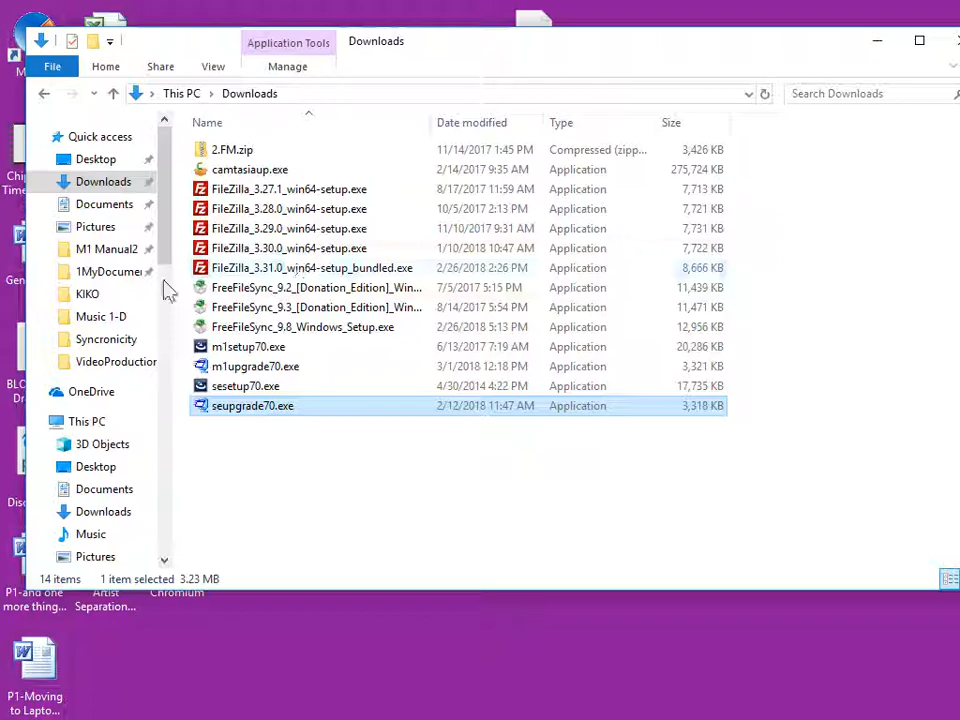 Application Tools
Downloads
File
Home
Share
View
Manage
This PC
Downloads
Search Downloads
Name
Date modified
Type
Size
Quick access
Desktop
Downloads
Documents
Pictures
M1 Manual2
1MyDocumen
KIKO
Music 1-D
Syncronicity
VideoProduction
OneDrive
This PC
3D Objects
Desktop
Documents
Downloads
Music
Pictures
2.FM.zip 11/14/2017 1:45 PM Compressed (zipp... 3,426 KB
camtasiaup.exe 2/14/2017 9:35 AM Application 275,724 KB
FileZilla_3.27.1_win64-setup.exe 8/17/2017 11:59 AM Application 7,713 KB
FileZilla_3.28.0_win64-setup.exe 10/5/2017 2:13 PM Application 7,721 KB
FileZilla_3.29.0_win64-setup.exe 11/10/2017 9:31 AM Application 7,731 KB
FileZilla_3.30.0_win64-setup.exe 1/10/2018 10:47 AM Application 7,722 KB
FileZilla_3.31.0_win64-setup_bundled.exe 2/26/2018 2:26 PM Application 8,666 KB
FreeFileSync_9.2_[Donation_Edition]_Win... 7/5/2017 5:15 PM Application 11,439 KB
FreeFileSync_9.3_[Donation_Edition]_Win... 8/14/2017 5:54 PM Application 11,471 KB
FreeFileSync_9.8_Windows_Setup.exe 2/26/2018 5:13 PM Application 12,956 KB
m1setup70.exe 6/13/2017 7:19 AM Application 20,286 KB
m1upgrade70.exe 3/1/2018 12:18 PM Application 3,321 KB
sesetup70.exe 4/30/2014 4:22 PM Application 17,735 KB
seupgrade70.exe 2/12/2018 11:47 AM Application 3,318 KB
14 items 1 item selected 3.23 MB
P1-and one
more thing...
Artist
Separation...
Chromium
P1-Moving
to Lapto...